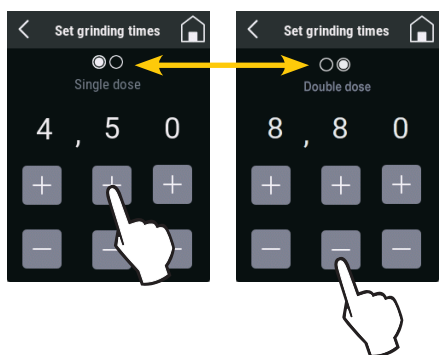 Set grinding times
Single dose
4 , 5 0
Set grinding times
Double dose
8 , 8 0